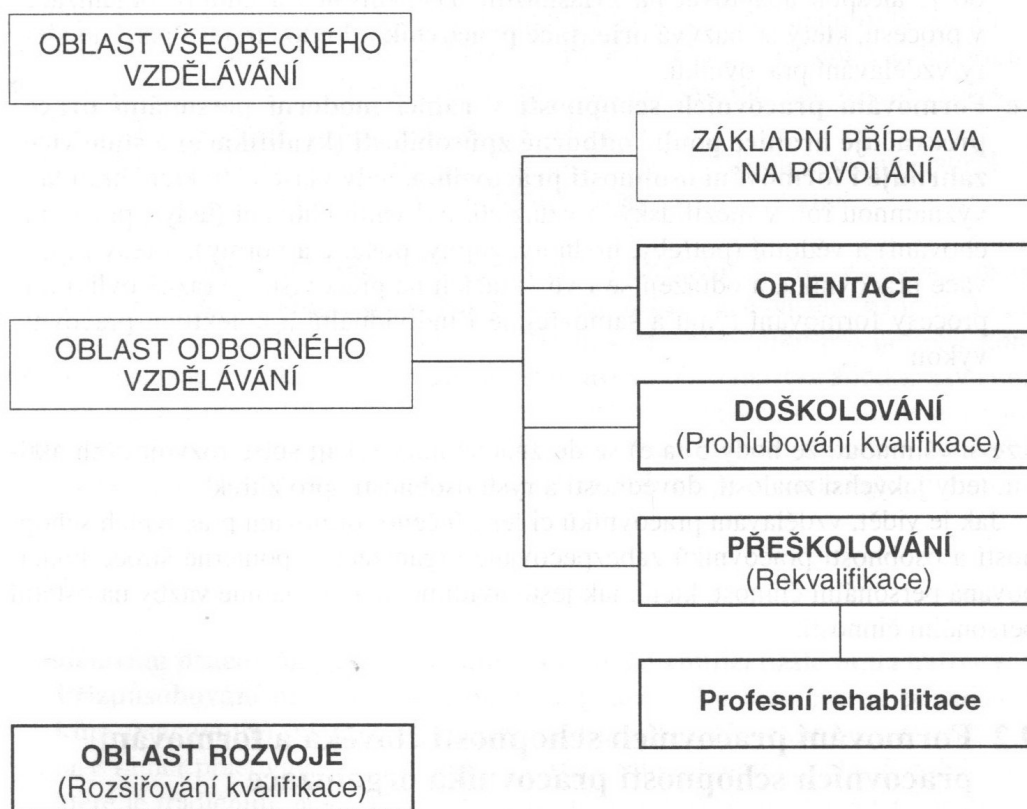 OBLAST VŠEOBECNÉHO
VZDĚLÁVÁNÍ
ZÁKLADNÍ PŘÍPRAVA
NA POVOLÁNÍ
ORIENTACE
OBLAST ODBORNÉHO
VZDĚLÁVÁNÍ
DOŠKOLOVÁNÍ
(Prohlubování kvalifikace)
PŘEŠKOLOVÁNÍ
(Rekvalifikace)
Profesní rehabilitace
OBLAST ROZVOJE
(Rozšiřování kvalifikace)